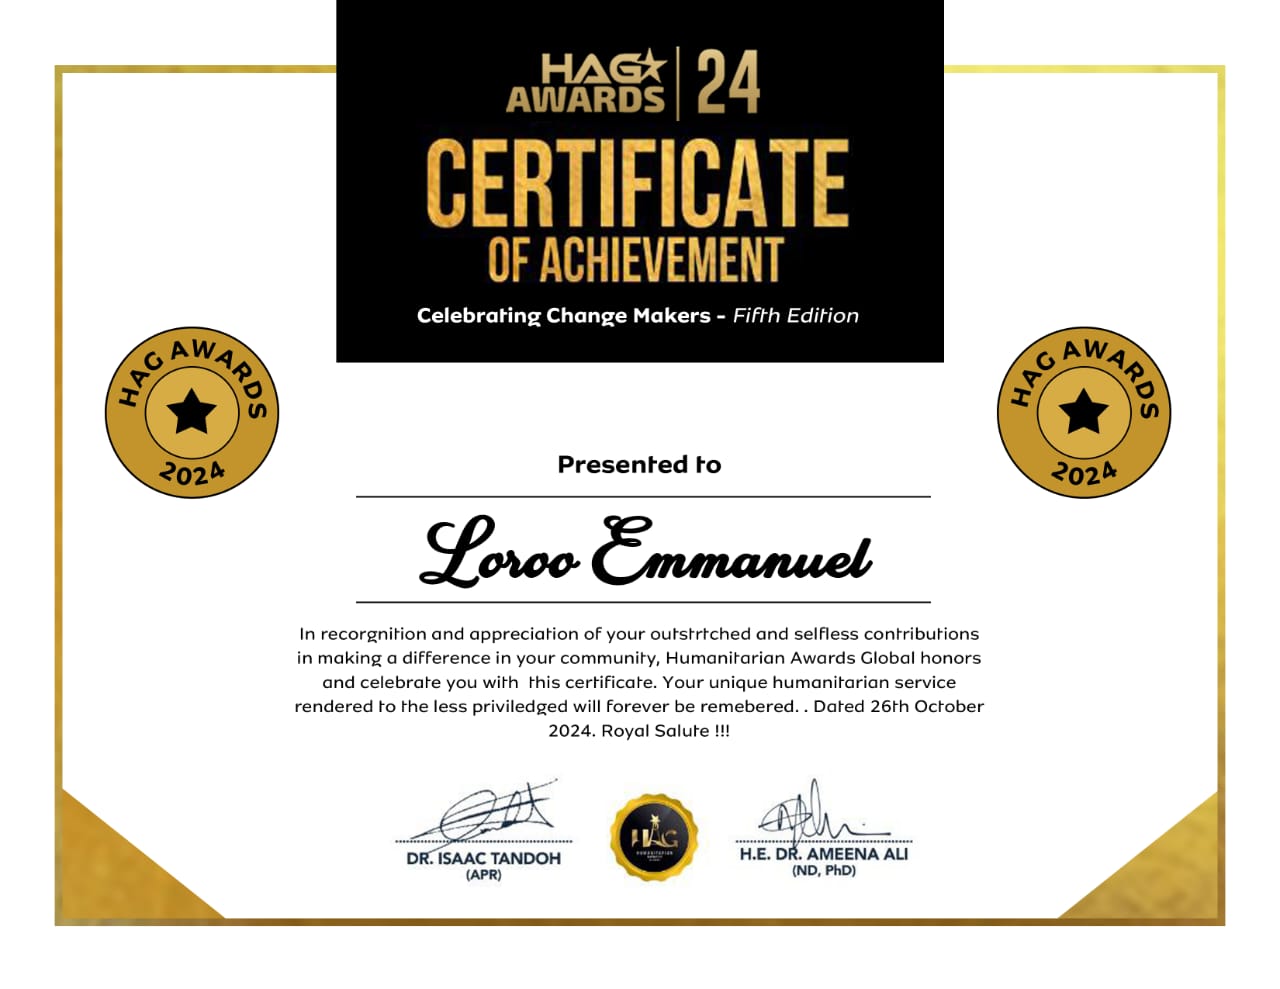 HAG AWARDS | 24
CERTIFICATE
OF ACHIEVEMENT
Celebrating Change Makers - Fifth Edition
HAG AWARDS
2024
HAG AWARDS
2024
Presented to
Loroo Emmanuel
In recorgnition and appreciation of your outstrtched and selfless contributions
in making a difference in your community, Humanitarian Awards Global honors
and celebrate you with this certificate. Your unique humanitarian service
rendered to the less priviledged will forever be remebered. . Dated 26th October
2024. Royal Salute !!!
DR. ISAAC TANDOH
(APR)
HAG
HUMANITARIAN
H.E. DR. AMEENA ALI
(ND, PhD)